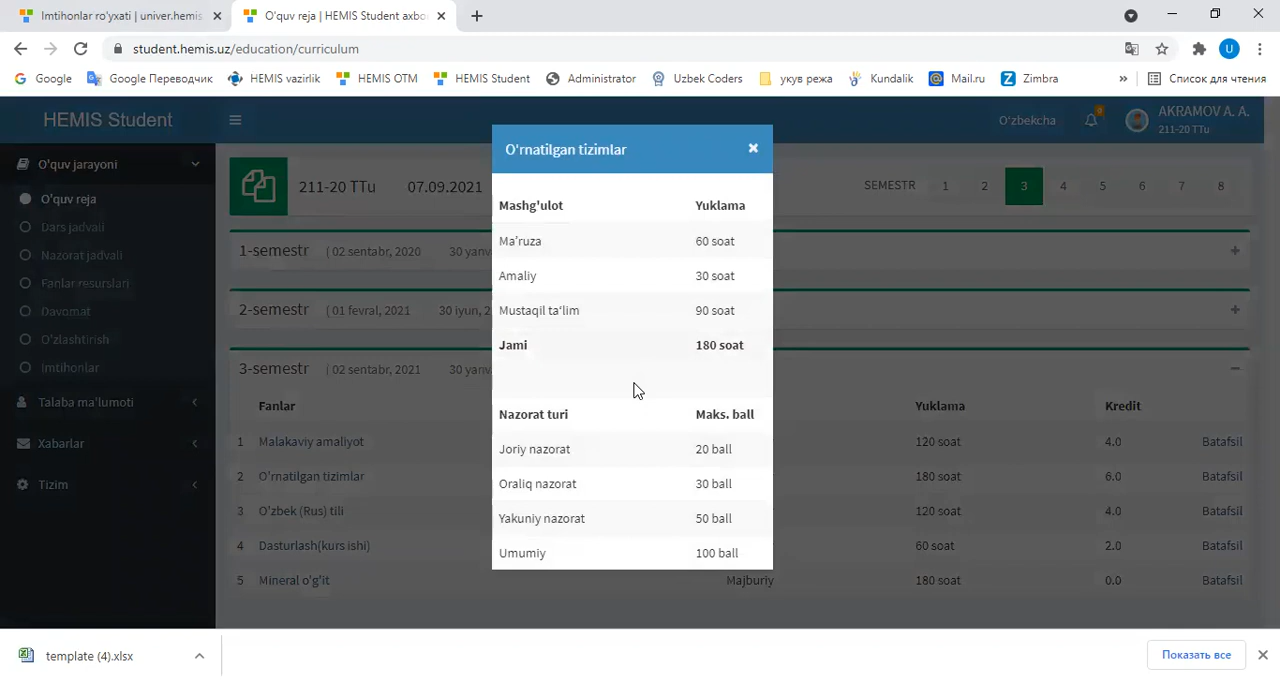 Imtihonlar ro'yxati | univer.hemis
O'quv reja | HEMIS Student axbo
student.hemis.uz/education/curriculum
U
Google
Google Переводчик
HEMIS vazirlik
HEMIS OTM
HEMIS Student
Administrator
Uzbek Coders
укув режа
Kundalik
Mail.ru
Zimbra
»
Список для чтения
HEMIS Student
O'zbekcha
0
AKRAMOV A. A.
211-20 TTu
O'quv jarayoni
O'quv reja
Dars jadvali
Nazorat jadvali
Fanlar resurslari
Davomat
O'zlashtirish
Imtihonlar
Talaba ma'lumoti
Xabarlar
Tizim
211-20 TTu 07.09.2021
SEMESTR 1 2 3 4 5 6 7 8
1-semestr ( 02 sentabr, 2020 30 yanv
2-semestr ( 01 fevral, 2021 30 iyun, 2
3-semestr ( 02 sentabr, 2021 30 yanv
Fanlar Yuklama Kredit
1 Malakaviy amaliyot 120 soat 4.0 Batafsil
2 O'rnatilgan tizimlar 180 soat 6.0 Batafsil
3 O'zbek (Rus) tili 120 soat 4.0 Batafsil
4 Dasturlash(kurs ishi) 60 soat 2.0 Batafsil
5 Mineral o'g'it Majburiy 180 soat 0.0 Batafsil
O'rnatilgan tizimlar
Mashg'ulot Yuklama
Ma’ruza 60 soat
Amaliy 30 soat
Mustaqil ta‘lim 90 soat
Jami 180 soat
Nazorat turi Maks. ball
Joriy nazorat 20 ball
Oraliq nazorat 30 ball
Yakuniy nazorat 50 ball
Umumiy 100 ball
template (4).xlsx
Показать все